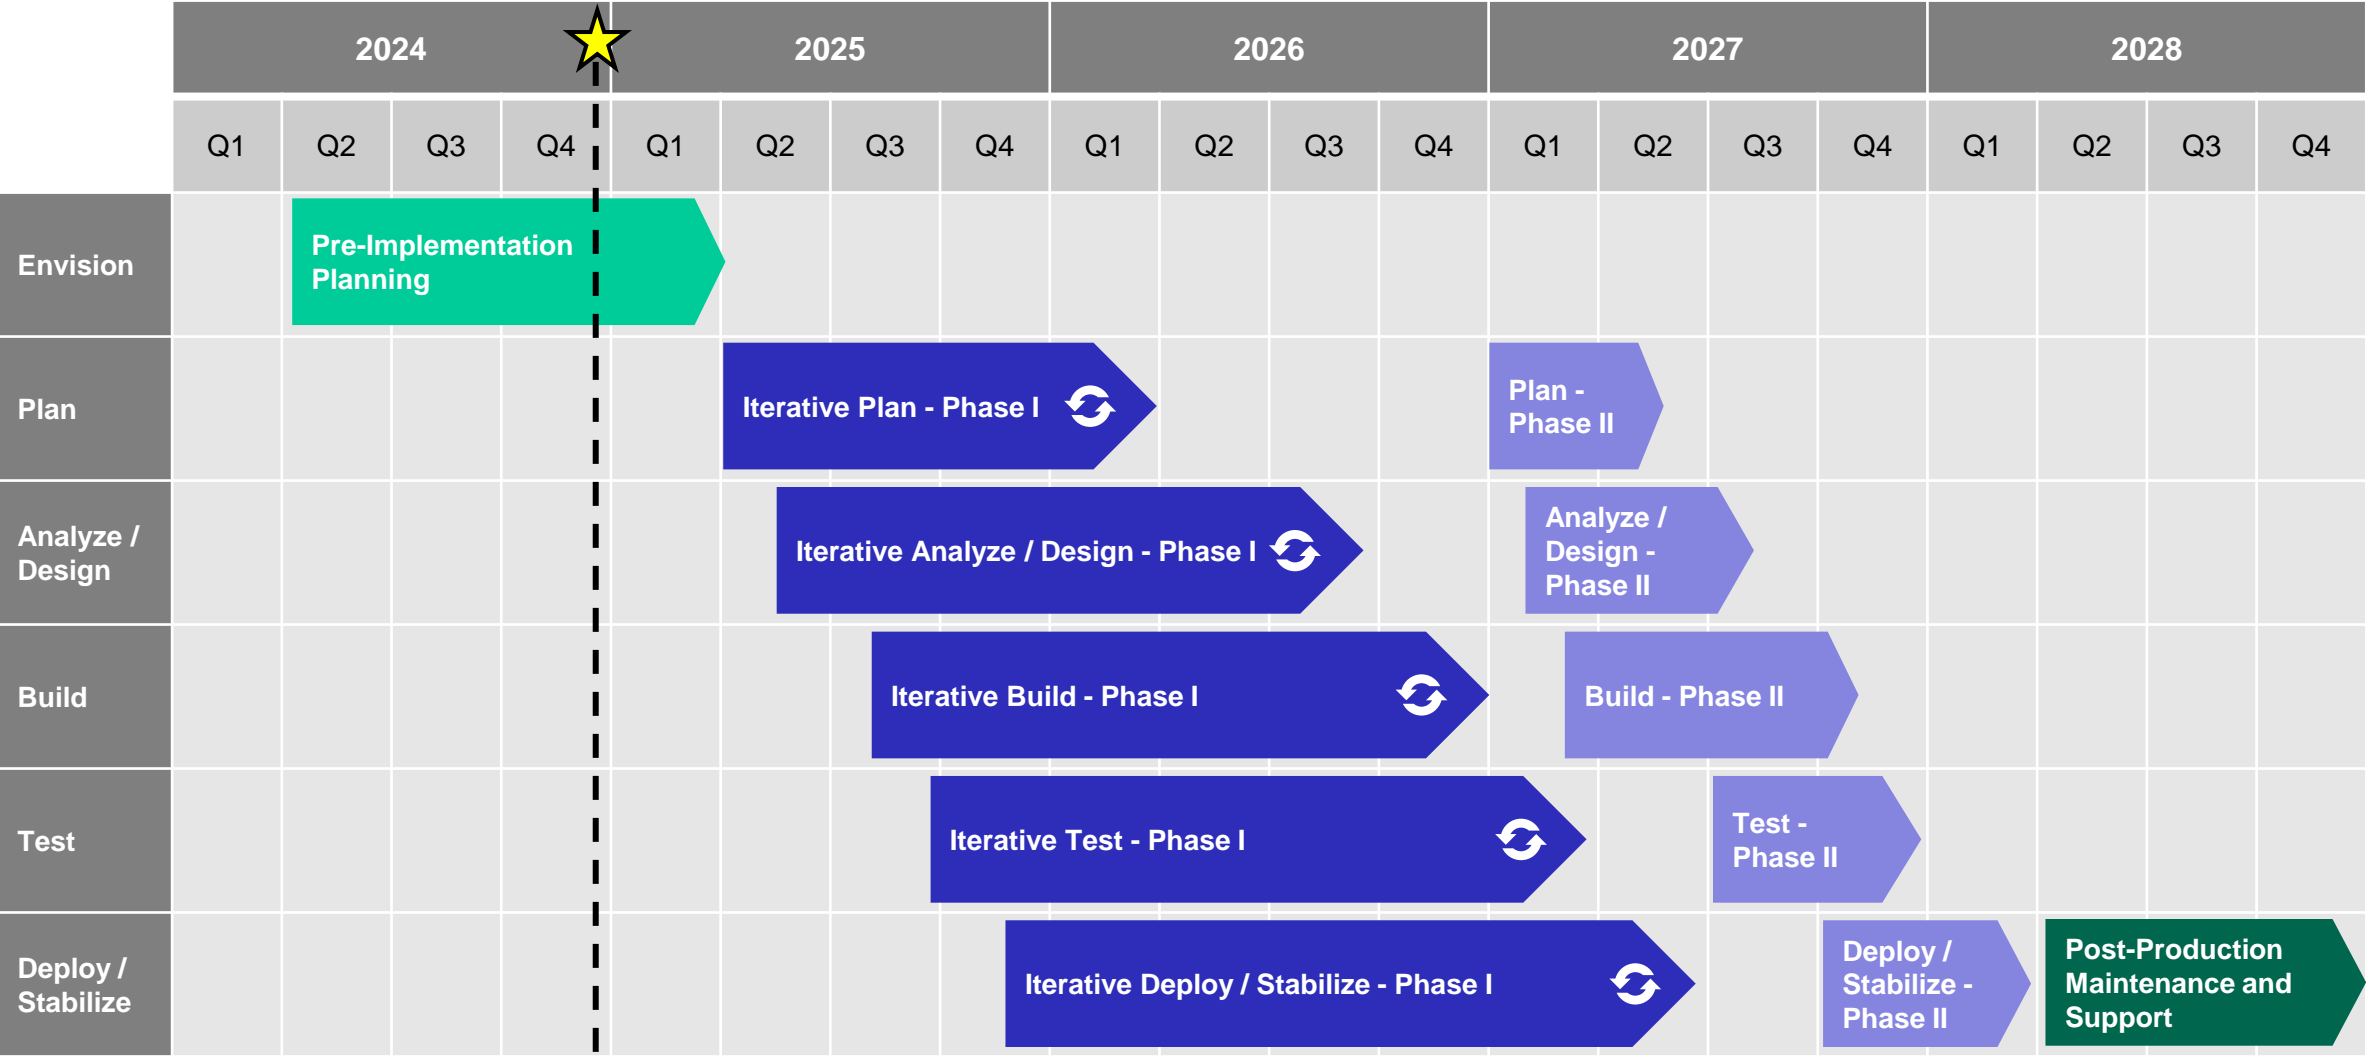 2024 2025 2026 2027 2028
Q1 Q2 Q3 Q4 Q1 Q2 Q3 Q4 Q1 Q2 Q3 Q4 Q1 Q2 Q3 Q4 Q1 Q2 Q3 Q4
Envision
Pre-Implementation
Planning
Plan
Iterative Plan - Phase I
Plan -
Phase II
Analyze /
Design
Iterative Analyze / Design - Phase I
Analyze /
Design -
Phase II
Build
Iterative Build - Phase I
Build - Phase II
Test
Iterative Test - Phase I
Test -
Phase II
Deploy /
Stabilize
Iterative Deploy / Stabilize - Phase I
Deploy /
Stabilize -
Phase II
Post-Production
Maintenance and
Support